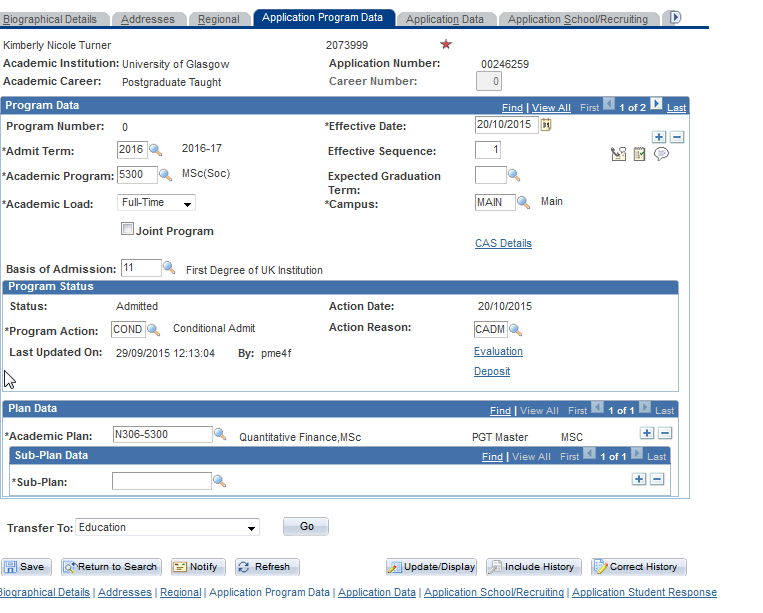 Biographical Details Addresses Regional Application Program Data Application Data Application School/Recruiting
Kimberly Nicole Turner 2073999
Academic Institution: University of Glasgow Application Number: 00246259
Academic Career: Postgraduate Taught Career Number: 0
Program Data Find | View All First 1 of 2 Last
Program Number: 0 *Effective Date: 20/10/2015
*Admit Term: 2016 2016-17 Effective Sequence: 1
*Academic Program: 5300 MSc(Soc) Expected Graduation
Term:
*Academic Load: Full-Time *Campus: MAIN Main
Joint Program
CAS Details
Basis of Admission: 11 First Degree of UK Institution
Program Status
Status: Admitted Action Date: 20/10/2015
*Program Action: COND Conditional Admit Action Reason: CADM
Last Updated On: 29/09/2015 12:13:04 By: pme4f Evaluation
Deposit
Plan Data Find | View All First 1 of 1 Last
*Academic Plan: N306-5300 Quantitative Finance,MSc PGT Master MSC
Sub-Plan Data Find | View All First 1 of 1 Last
*Sub-Plan:
Transfer To: Education Go
Save Return to Search Notify Refresh Update/Display Include History Correct History
Biographical Details | Addresses | Regional | Application Program Data | Application Data | Application School/Recruiting | Application Student Response